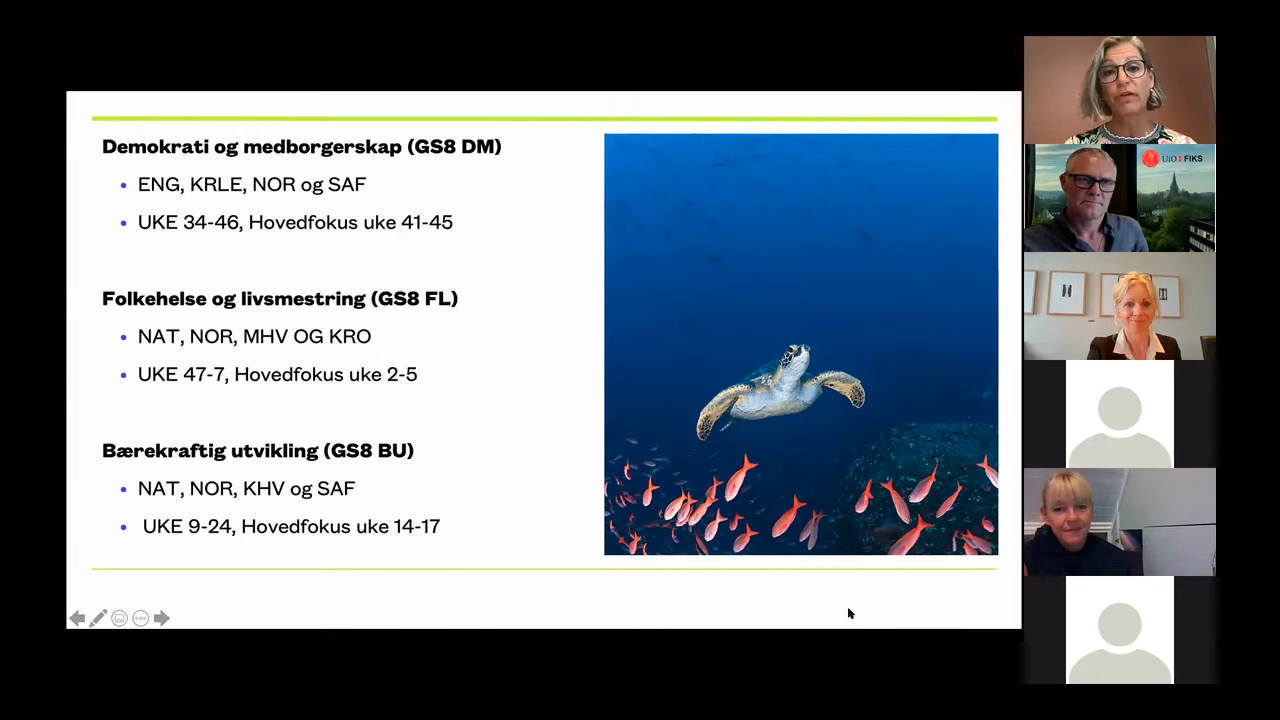 Demokrati og medborgerskap (GS8 DM)
• ENG, KRLE, NOR og SAF
• UKE 34-46, Hovedfokus uke 41-45
Folkehelse og livsmestring (GS8 FL)
• NAT, NOR, MHV OG KRO
• UKE 47-7, Hovedfokus uke 2-5
Bærekraftig utvikling (GS8 BU)
• NAT, NOR, KHV og SAF
• UKE 9-24, Hovedfokus uke 14-17
UiO:FIKS